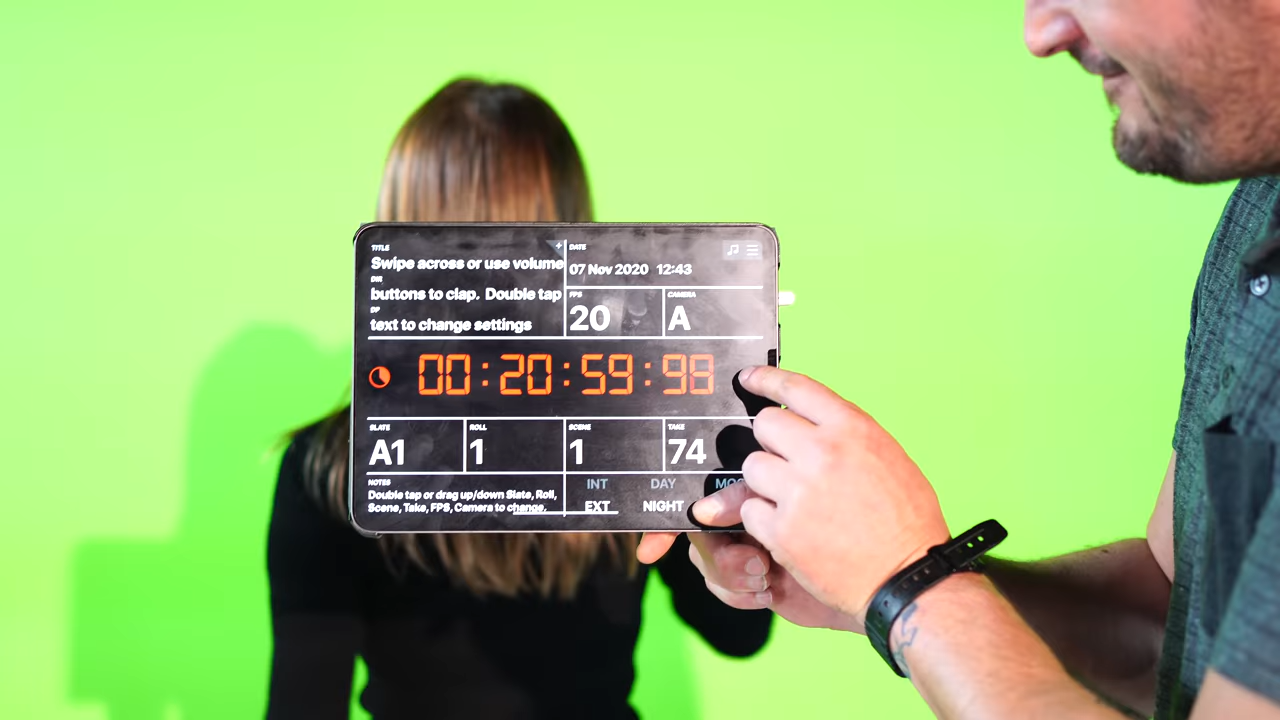 TITLE
Swipe across or use volume
DIR
buttons to clap. Double tap
DP
text to change settings
DATE
07 Nov 2020 12:43
FPS
20
CAMERA
A
00:20:59:98
SLATE
A1
ROLL
1
SCENE
1
TAKE
74
NOTES
Double tap or drag up/down Slate, Roll,
Scene, Take, FPS, Camera to change.
INT DAY
EXT NIGHT